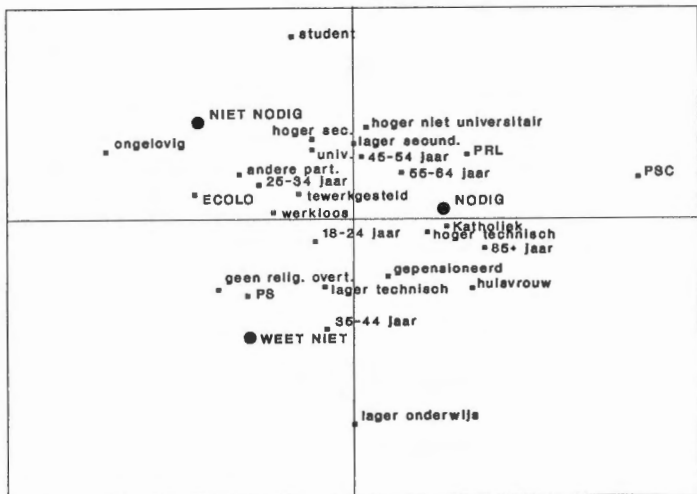 student
NIET NODIG
hoger niet universitair
hoger sec.
lager secund.
ongelovig
univ.
45-54 jaar
PRL
andere part.
55-64 jaar
PSC
25-34 jaar
ECOLO
tewerkgesteld
NODIG
werkloos
Katholiek
18-24 jaar
hoger technisch
65+ jaar
geen relig. overt.
gepensioneerd
PS
lager technisch
huisvrouw
35-44 jaar
WEET NIET
lager onderwijs